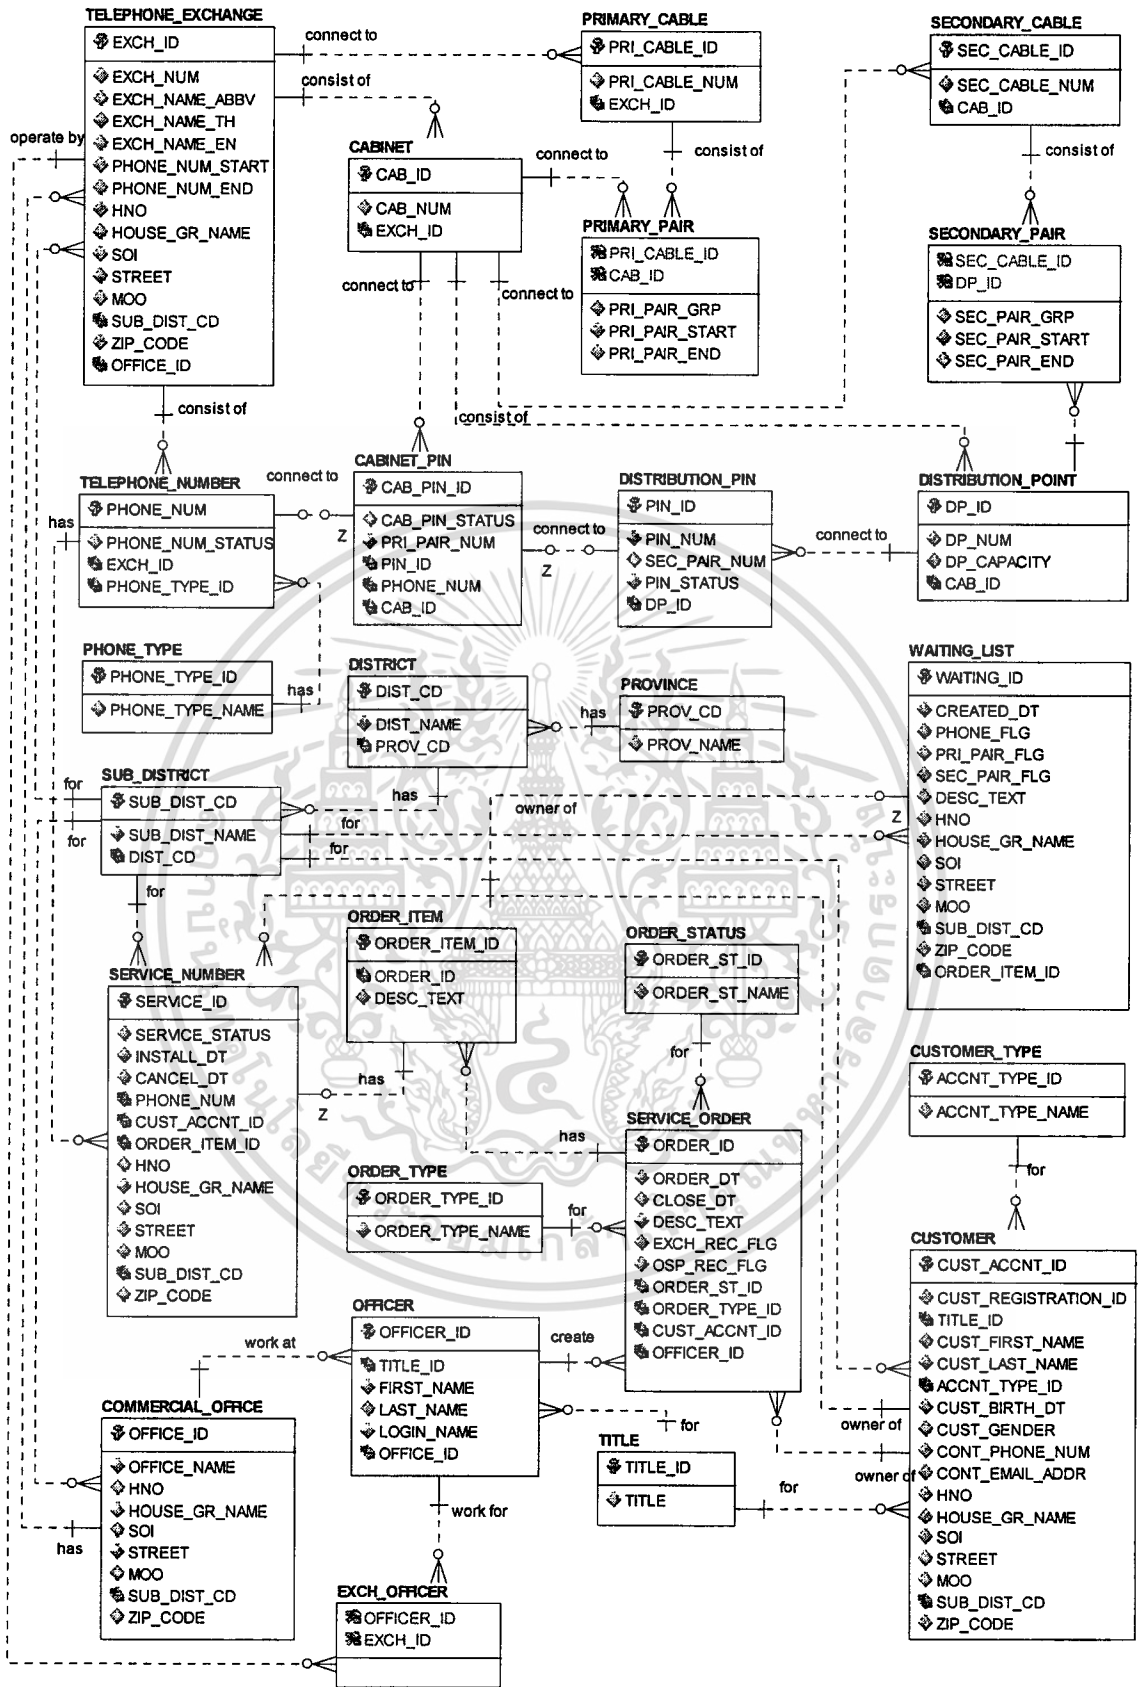 TELEPHONE_EXCHANGE
EXCH_ID
EXCH_NUM
EXCH_NAME_ABBV
EXCH_NAME_TH
EXCH_NAME_EN
PHONE_NUM_START
PHONE_NUM_END
HNO
HOUSE_GR_NAME
SOI
STREET
MOO
SUB_DIST_CD
ZIP_CODE
OFFICE_ID
connect to
consist of
operate by
consist of
PRIMARY_CABLE
PRI_CABLE_ID
PRI_CABLE_NUM
EXCH_ID
consist of
SECONDARY_CABLE
SEC_CABLE_ID
SEC_CABLE_NUM
CAB_ID
consist of
CABINET
CAB_ID
CAB_NUM
EXCH_ID
connect to
connect to
connect to
consist of
PRIMARY_PAIR
PRI_CABLE_ID
CAB_ID
PRI_PAIR_GRP
PRI_PAIR_START
PRI_PAIR_END
SECONDARY_PAIR
SEC_CABLE_ID
DP_ID
SEC_PAIR_GRP
SEC_PAIR_START
SEC_PAIR_END
TELEPHONE_NUMBER
PHONE_NUM
PHONE_NUM_STATUS
EXCH_ID
PHONE_TYPE_ID
has
connect to
Z
CABINET_PIN
CAB_PIN_ID
CAB_PIN_STATUS
PRI_PAIR_NUM
PIN_ID
PHONE_NUM
CAB_ID
connect to
Z
DISTRIBUTION_PIN
PIN_ID
PIN_NUM
SEC_PAIR_NUM
PIN_STATUS
DP_ID
connect to
DISTRIBUTION_POINT
DP_ID
DP_NUM
DP_CAPACITY
CAB_ID
PHONE_TYPE
PHONE_TYPE_ID
PHONE_TYPE_NAME
has
DISTRICT
DIST_CD
DIST_NAME
PROV_CD
has
PROVINCE
PROV_CD
PROV_NAME
WAITING_LIST
WAITING_ID
CREATED_DT
PHONE_FLG
PRI_PAIR_FLG
SEC_PAIR_FLG
DESC_TEXT
HNO
HOUSE_GR_NAME
SOI
STREET
MOO
SUB_DIST_CD
ZIP_CODE
ORDER_ITEM_ID
SUB_DISTRICT
SUB_DIST_CD
SUB_DIST_NAME
DIST_CD
for
for
has
for
for
for
owner of
Z
SERVICE_NUMBER
SERVICE_ID
SERVICE_STATUS
INSTALL_DT
CANCEL_DT
PHONE_NUM
CUST_ACCNT_ID
ORDER_ITEM_ID
HNO
HOUSE_GR_NAME
SOI
STREET
MOO
SUB_DIST_CD
ZIP_CODE
ORDER_ITEM
ORDER_ITEM_ID
ORDER_ID
DESC_TEXT
has
Z
ORDER_STATUS
ORDER_ST_ID
ORDER_ST_NAME
for
CUSTOMER_TYPE
ACCNT_TYPE_ID
ACCNT_TYPE_NAME
for
ORDER_TYPE
ORDER_TYPE_ID
ORDER_TYPE_NAME
for
has
SERVICE_ORDER
ORDER_ID
ORDER_DT
CLOSE_DT
DESC_TEXT
EXCH_REC_FLG
OSP_REC_FLG
ORDER_ST_ID
ORDER_TYPE_ID
CUST_ACCNT_ID
OFFICER_ID
CUSTOMER
CUST_ACCNT_ID
CUST_REGISTRATION_ID
TITLE_ID
CUST_FIRST_NAME
CUST_LAST_NAME
ACCNT_TYPE_ID
CUST_BIRTH_DT
CUST_GENDER
CONT_PHONE_NUM
CONT_EMAIL_ADDR
HNO
HOUSE_GR_NAME
SOI
STREET
MOO
SUB_DIST_CD
ZIP_CODE
owner of
owner of
OFFICER
OFFICER_ID
TITLE_ID
FIRST_NAME
LAST_NAME
LOGIN_NAME
OFFICE_ID
work at
create
for
work for
TITLE
TITLE_ID
TITLE
for
COMMERCIAL_OFFICE
OFFICE_ID
OFFICE_NAME
HNO
HOUSE_GR_NAME
SOI
STREET
MOO
SUB_DIST_CD
ZIP_CODE
has
EXCH_OFFICER
OFFICER_ID
EXCH_ID